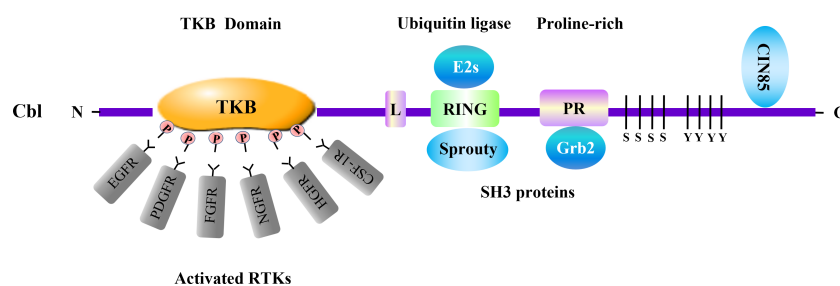 TKB Domain
Ubiquitin ligase
Proline-rich
Cbl
N
TKB
L
E2s
RING
Sprouty
PR
Grb2
SH3 proteins
S S S S
Y Y Y Y
CIN85
C
P P P P P P
EGFR
PDGFR
FGFR
NGFR
HGFR
CSF-1R
Activated RTKs